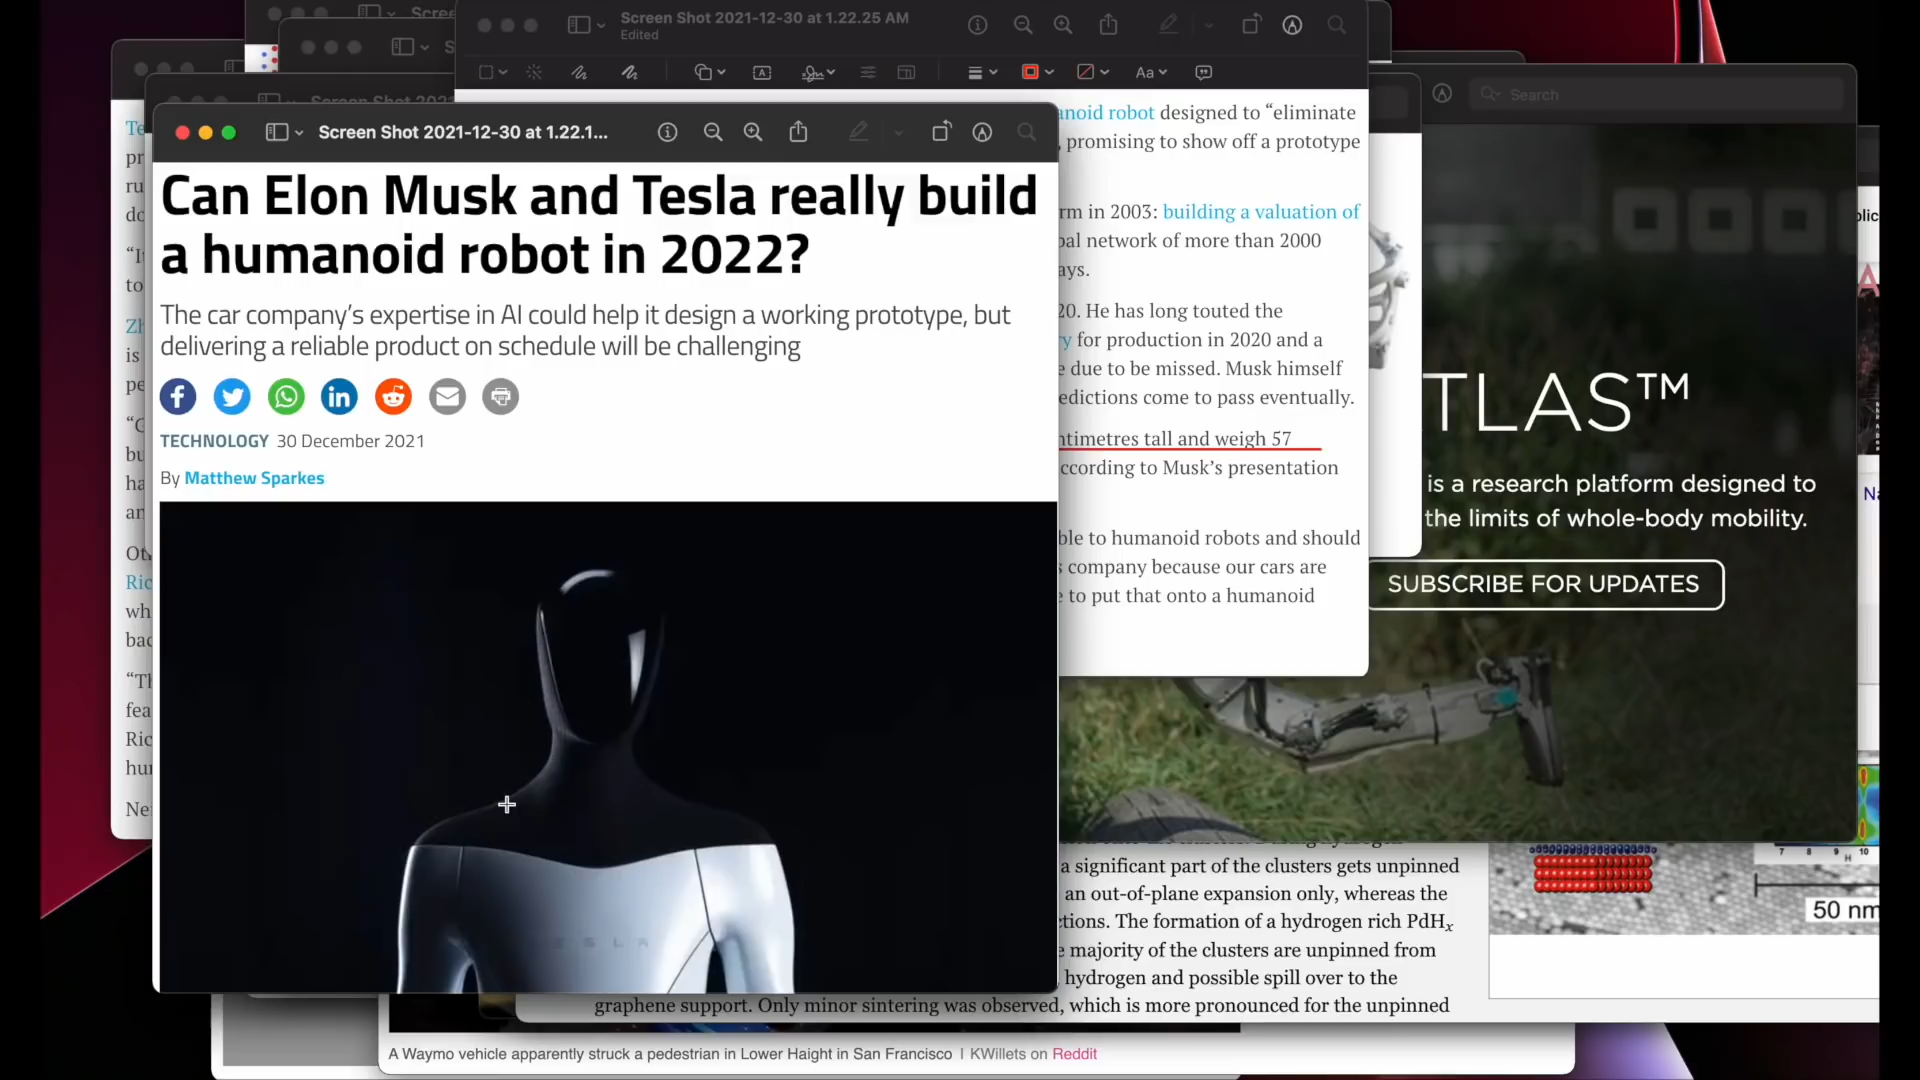 Screen Shot 2021-12-30 at 1.22.25 AM
Edited
Aa
Search
Screen Shot 2021-12-30 at 1.22.1...
Can Elon Musk and Tesla really build
a humanoid robot in 2022?
The car company's expertise in AI could help it design a working prototype, but
delivering a reliable product on schedule will be challenging
TECHNOLOGY 30 December 2021
By Matthew Sparkes
TESLA
robot designed to “eliminate
, promising to show off a prototype
in 2003: building a valuation of
network of more than 2000
He has long touted the
for production in 2020 and a
due to be missed. Musk himself
come to pass eventually.
tall and weigh 57
to Musk's presentation
to humanoid robots and should
company because our cars are
to put that onto a humanoid
TLAS™
is a research platform designed to
the limits of whole-body mobility.
SUBSCRIBE FOR UPDATES
a significant part of the clusters gets unpinned
an out-of-plane expansion only, whereas the
The formation of a hydrogen rich PdHx
majority of the clusters are unpinned from
hydrogen and possible spill over to the
graphene support. Only minor sintering was observed, which is more pronounced for the unpinned
7 8 9 10
H
50 nm
A Waymo vehicle apparently struck a pedestrian in Lower Haight in San Francisco | KWillets on Reddit